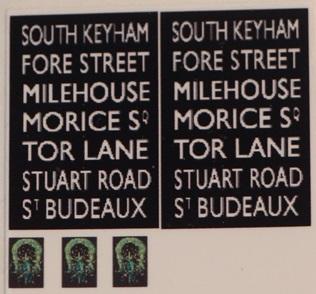 SOUTH KEYHAM
FORE STREET
MILEHOUSE
MORICE SQ
TOR LANE
STUART ROAD
ST BUDEAUX
SOUTH KEYHAM
FORE STREET
MILEHOUSE
MORICE SQ
TOR LANE
STUART ROAD
ST BUDEAUX